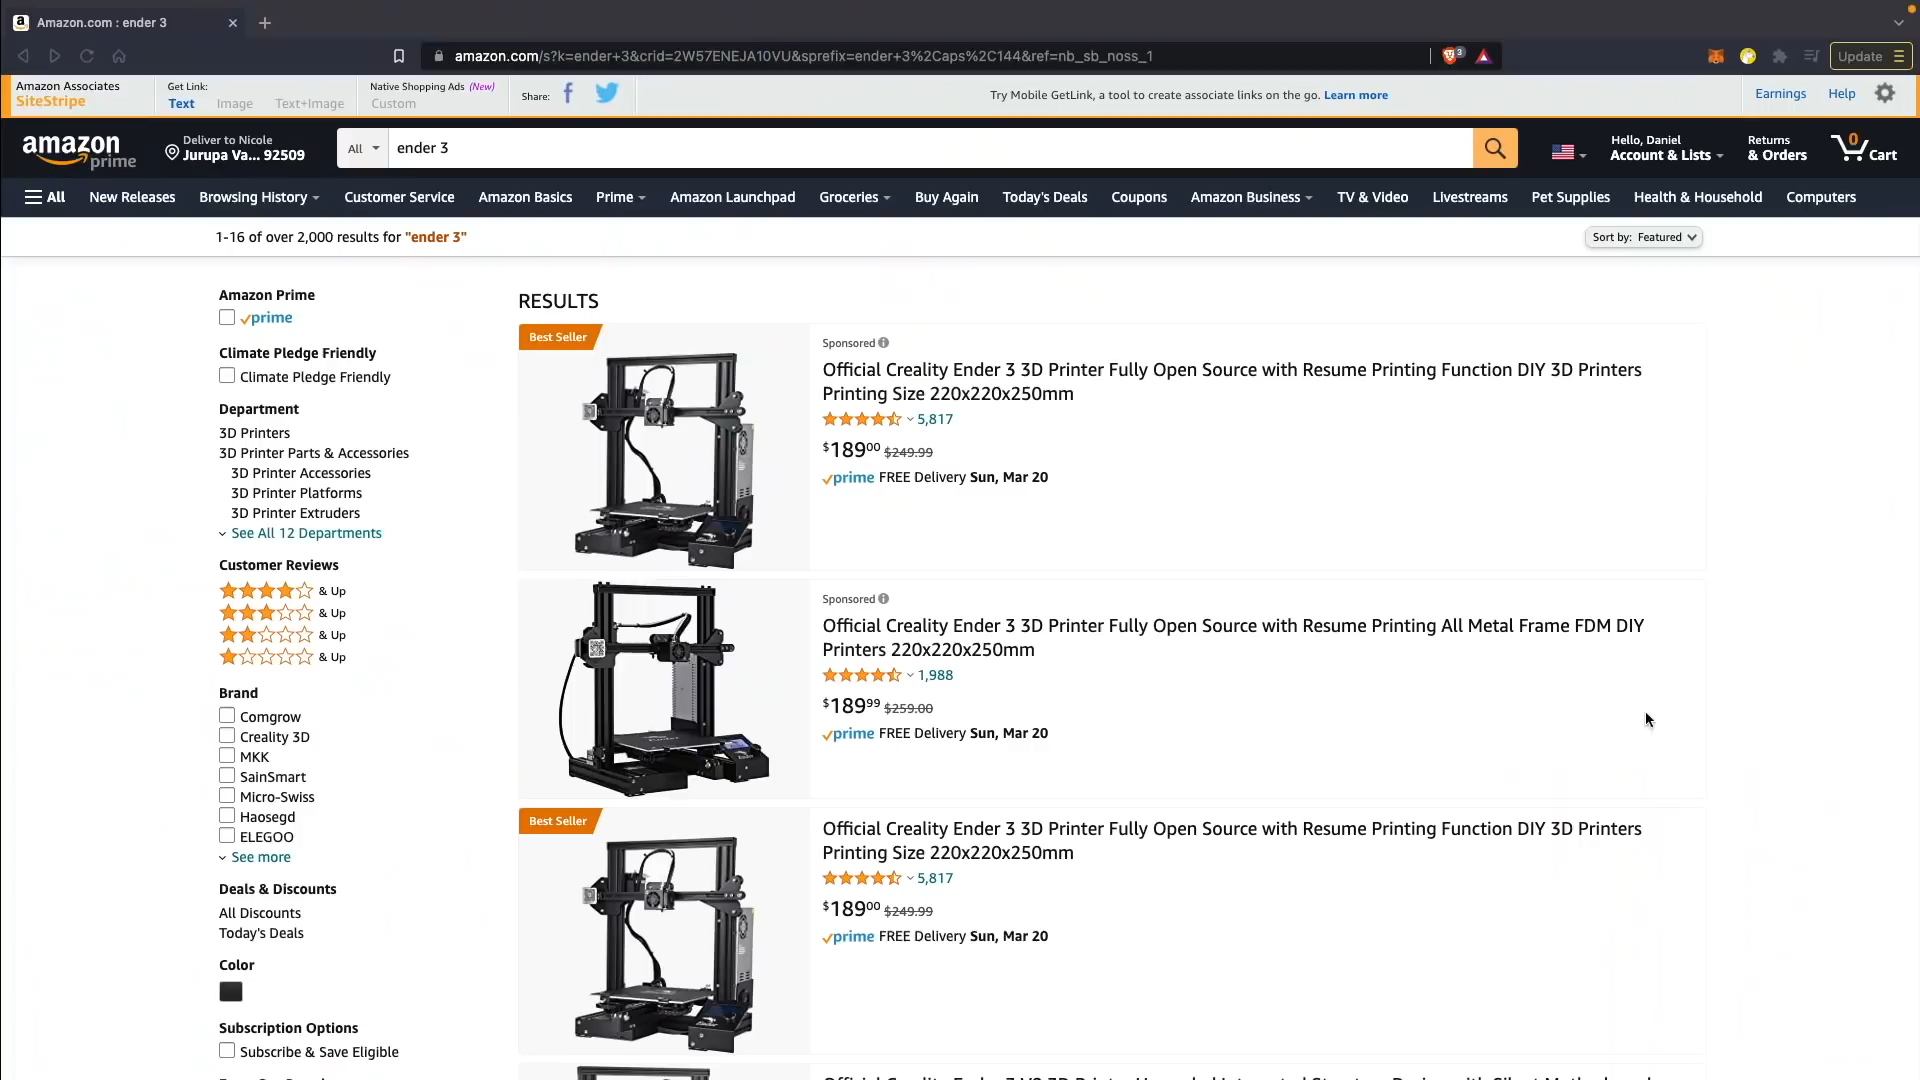 Amazon.com : ender 3
amazon.com/s?k=ender+3&crid=2W57ENEJA10VU&sprefix=ender+3%2Caps%2C144&ref=nb_sb_noss_1
3
Update
Amazon Associates
SiteStripe
Get Link:
Text Image Text+Image
Native Shopping Ads (New)
Custom
Share:
Try Mobile GetLink, a tool to create associate links on the go. Learn more
Earnings Help
amazon prime
Deliver to Nicole
Jurupa Va... 92509
All
ender 3
Hello, Daniel
Account & Lists
Returns
& Orders
0
Cart
All New Releases Browsing History Customer Service Amazon Basics Prime Amazon Launchpad Groceries Buy Again Today's Deals Coupons Amazon Business TV & Video Livestreams Pet Supplies Health & Household Computers
1-16 of over 2,000 results for "ender 3"
Sort by: Featured
Amazon Prime
prime
Climate Pledge Friendly
Climate Pledge Friendly
Department
3D Printers
3D Printer Parts & Accessories
3D Printer Accessories
3D Printer Platforms
3D Printer Extruders
See All 12 Departments
Customer Reviews
& Up
& Up
& Up
& Up
Brand
Comgrow
Creality 3D
MKK
SainSmart
Micro-Swiss
Haosegd
ELEGOO
See more
Deals & Discounts
All Discounts
Today's Deals
Color
Subscription Options
Subscribe & Save Eligible
RESULTS
Best Seller
Sponsored
Official Creality Ender 3 3D Printer Fully Open Source with Resume Printing Function DIY 3D Printers
Printing Size 220x220x250mm
5,817
$18900 $249.99
prime FREE Delivery Sun, Mar 20
Sponsored
Official Creality Ender 3 3D Printer Fully Open Source with Resume Printing All Metal Frame FDM DIY
Printers 220x220x250mm
1,988
$18999 $259.00
prime FREE Delivery Sun, Mar 20
Best Seller
Official Creality Ender 3 3D Printer Fully Open Source with Resume Printing Function DIY 3D Printers
Printing Size 220x220x250mm
5,817
$18900 $249.99
prime FREE Delivery Sun, Mar 20